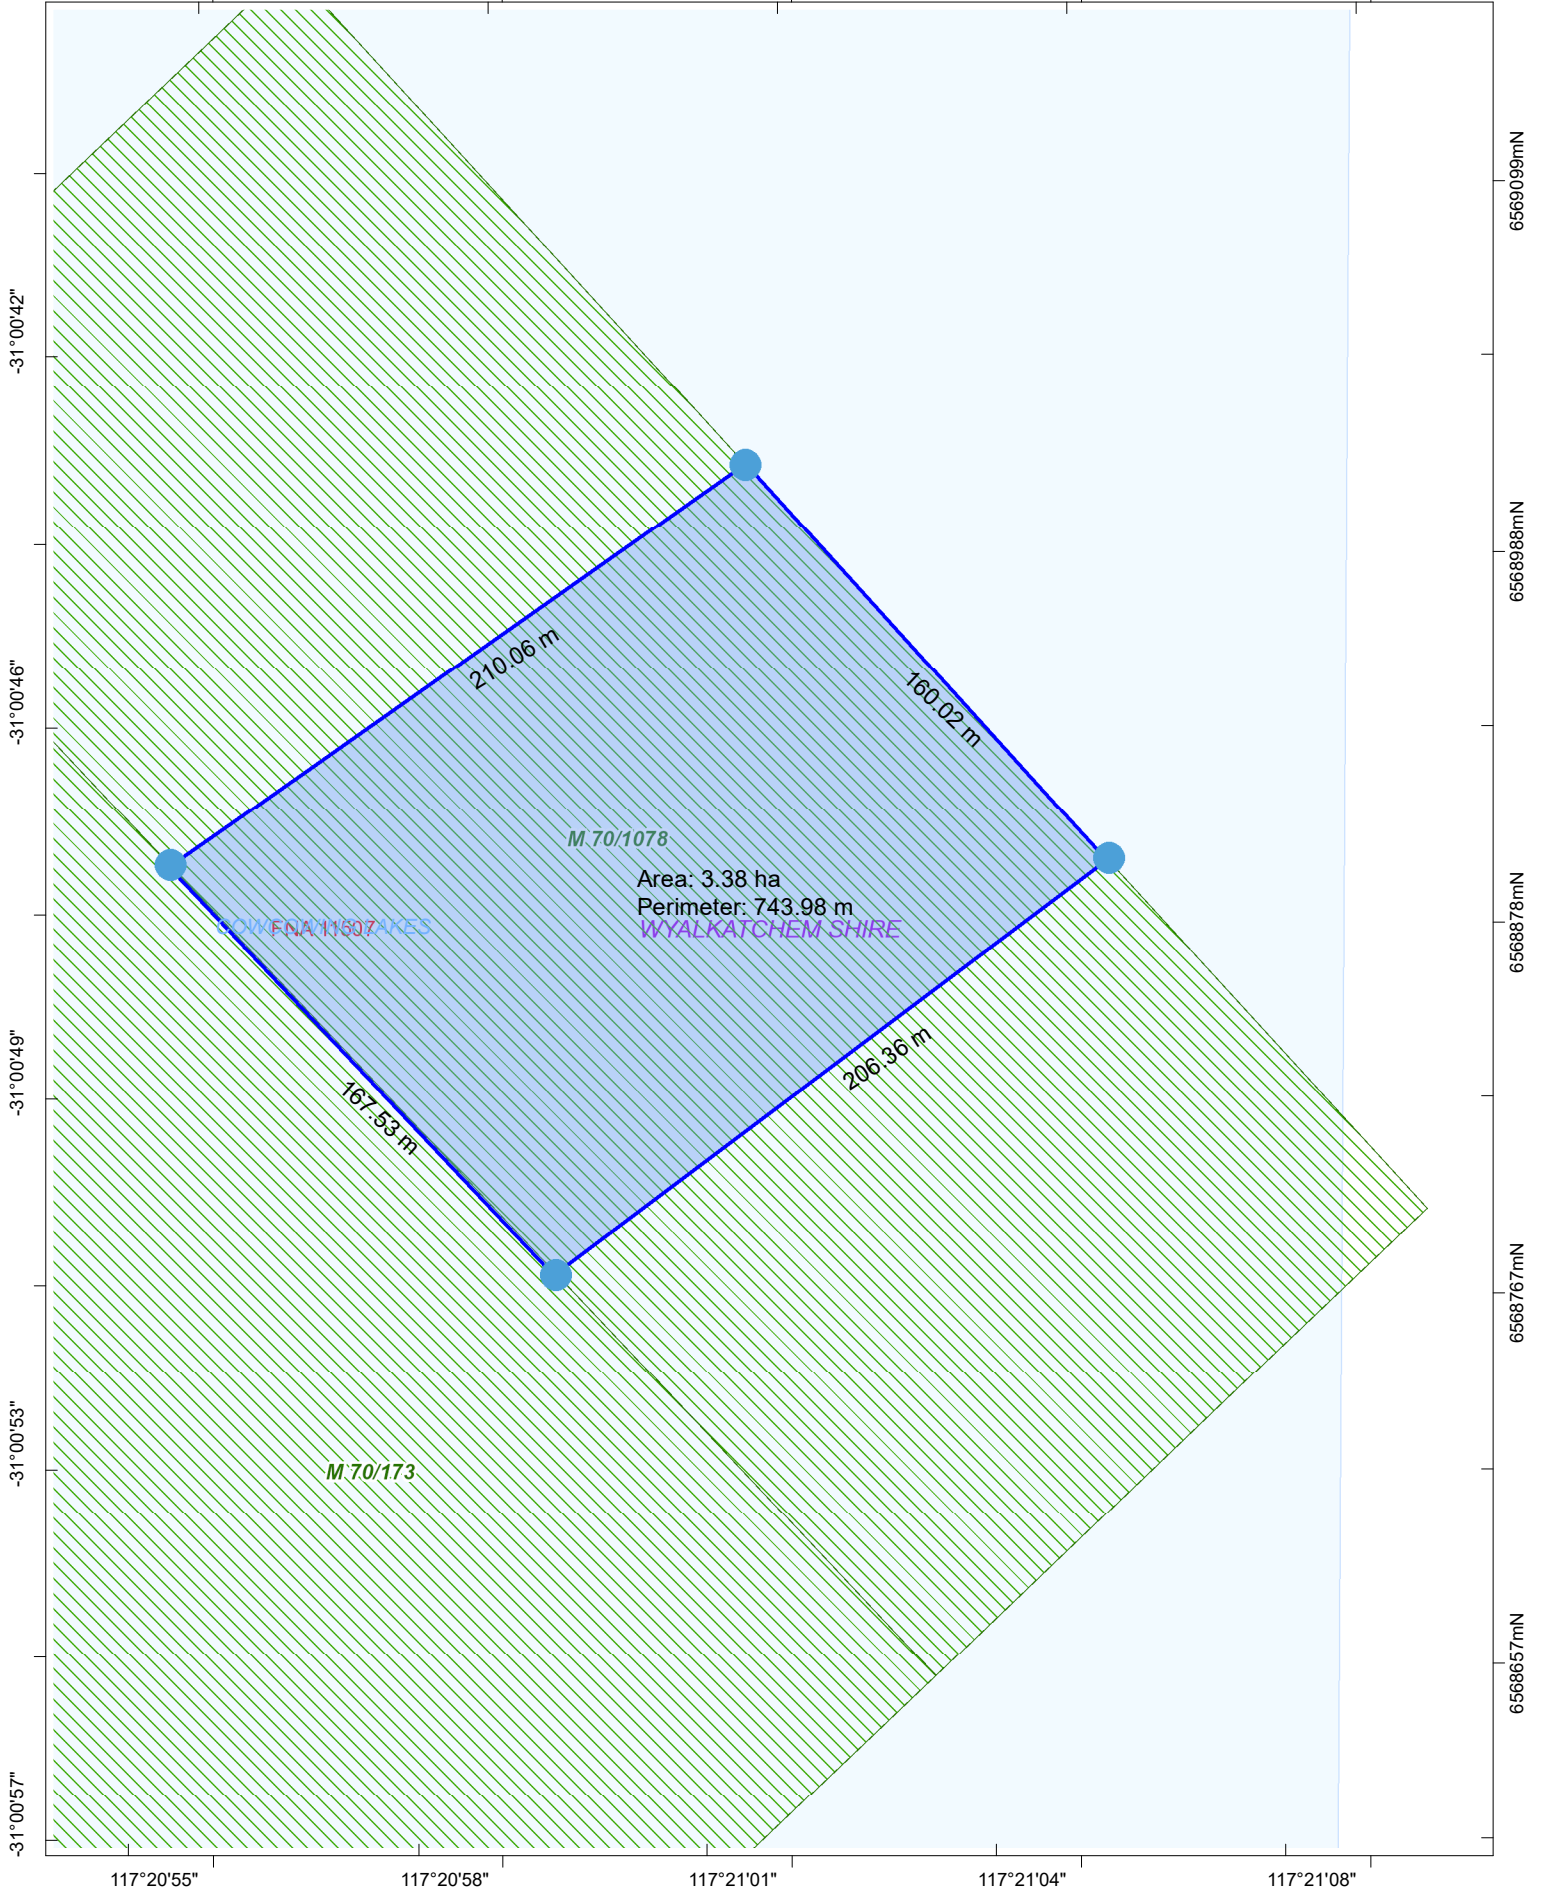 6569099mN
-31°00'42"
6568988mN
210.06 m
-31°00'46"
160.02 m
M 70/1078
Area: 3.38 ha
Perimeter: 743.98 m
LAKES
FNA 11507
WYALKATCHEM SHIRE
6568878mN
-31°00'49"
206.36 m
167.53 m
6568767mN
-31°00'53"
M 70/173
6568657mN
-31°00'57"
117°20'55" 117°20'58" 117°21'01" 117°21'04" 117°21'08"